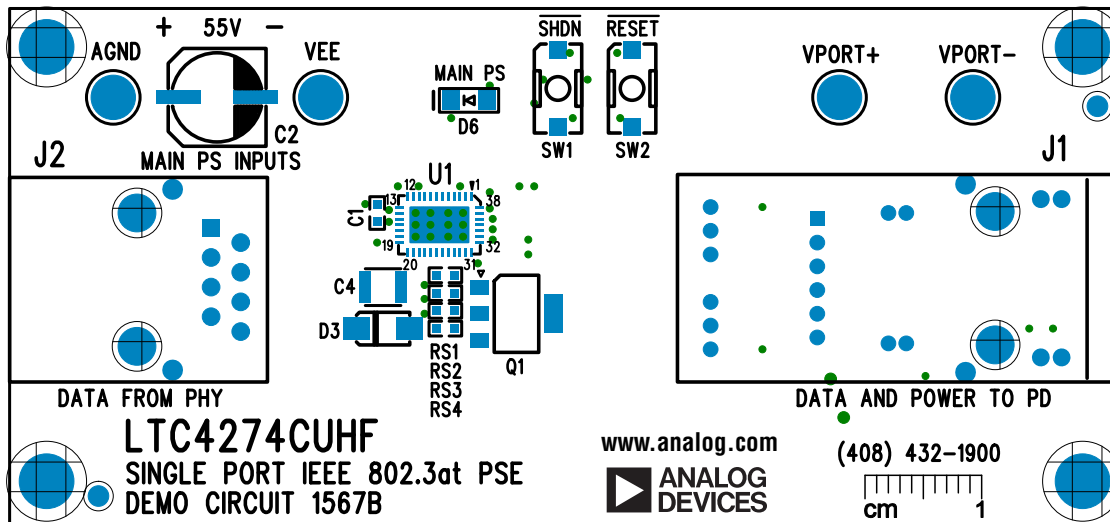 + 55V -
AGND
VEE
C2
MAIN PS INPUTS
J2
MAIN PS
D6
SHDN
SW1
RESET
SW2
VPORT+
VPORT-
J1
U1
12
1
13
38
C1
19
32
20
31
C4
D3
RS1
RS2
RS3
RS4
Q1
DATA FROM PHY
DATA AND POWER TO PD
LTC4274CUHF
SINGLE PORT IEEE 802.3at PSE
DEMO CIRCUIT 1567B
www.analog.com
ANALOG
DEVICES
(408) 432-1900
cm 1